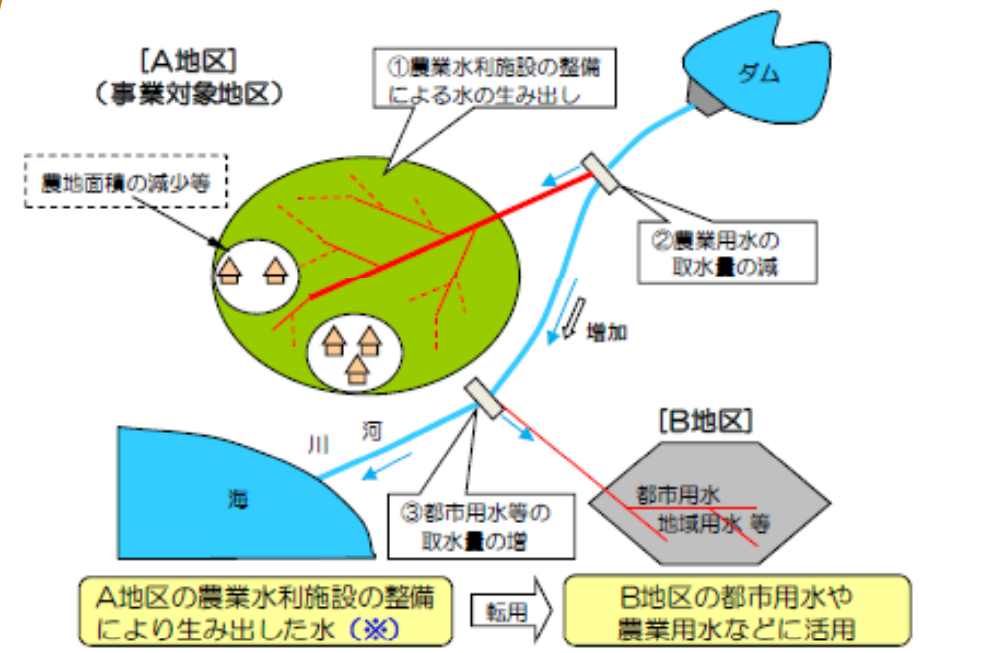 [A地区]
（事業対象地区）
①農業水利施設の整備
による水の生み出し
ダム
農地面積の減少等
②農業用水の
取水量の減
増加
[B地区]
川 河
海
③都市用水等の
取水量の増
都市用水
地域用水 等
A地区の農業水利施設の整備
により生み出した水（※）
転用
B地区の都市用水や
農業用水などに活用